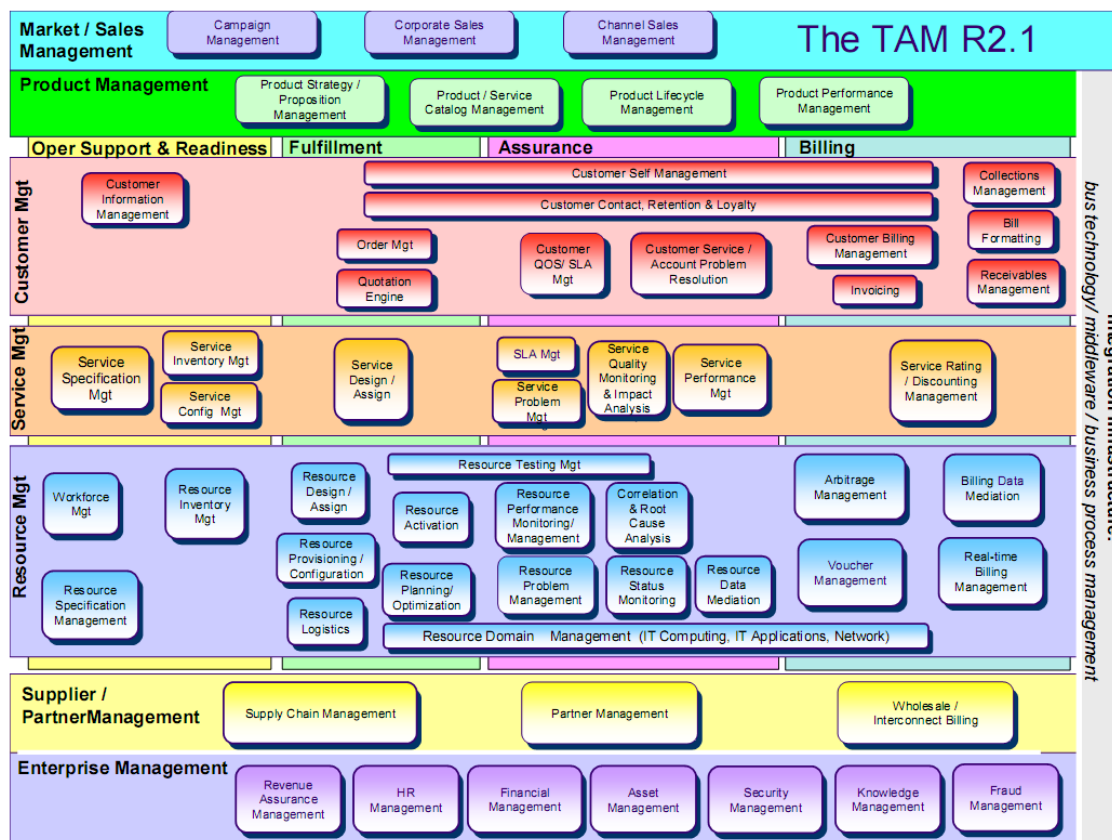 Market / Sales
Management
Campaign
Management
Corporate Sales
Management
Channel Sales
Management
The TAM R2.1
Product Management
Product Strategy /
Proposition
Management
Product / Service
Catalog Management
Product Lifecycle
Management
Product Performance
Management
Oper Support & Readiness
Fulfillment
Assurance
Billing
Customer Mgt
Customer
Information
Management
Customer Self Management
Customer Contact, Retention & Loyalty
Order Mgt
Quotation
Engine
Customer
QOS/ SLA
Mgt
Customer Service /
Account Problem
Resolution
Customer Billing
Management
Invoicing
Collections
Management
Bill
Formatting
Receivables
Management
Service Mgt
Service
Specification
Mgt
Service
Inventory Mgt
Service
Config Mgt
Service
Design /
Assign
SLA Mgt
Service
Problem
Mgt
Service
Quality
Monitoring
& Impact
Analysis
Service
Performance
Mgt
Service Rating
/ Discounting
Management
Resource Mgt
Workforce
Mgt
Resource
Inventory
Mgt
Resource
Specification
Management
Resource
Design /
Assign
Resource
Provisioning /
Configuration
Resource
Logistics
Resource Testing Mgt
Resource
Activation
Resource
Planning/
Optimization
Resource
Performance
Monitoring/
Management
Correlation
& Root
Cause
Analysis
Resource
Problem
Management
Resource
Status
Monitoring
Resource
Data
Mediation
Resource Domain Management (IT Computing, IT Applications, Network)
Arbitrage
Management
Billing Data
Mediation
Voucher
Management
Real-time
Billing
Management
Supplier /
PartnerManagement
Supply Chain Management
Partner Management
Wholesale /
Interconnect Billing
Enterprise Management
Revenue
Assurance
Management
HR
Management
Financial
Management
Asset
Management
Security
Management
Knowledge
Management
Fraud
Management
bus technology/ middleware / business process management